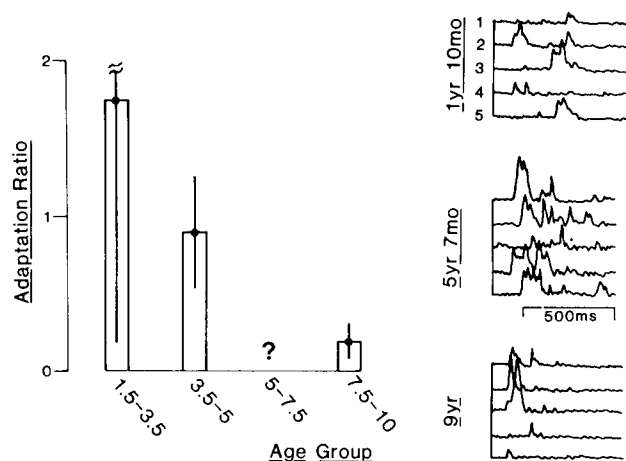 2
1
0
Adaptation Ratio
≈
?
1.5–3.5
3.5–5
5–7.5
7.5–10
Age Group
1yr 10mo
1
2
3
4
5
5yr 7mo
500ms
9yr